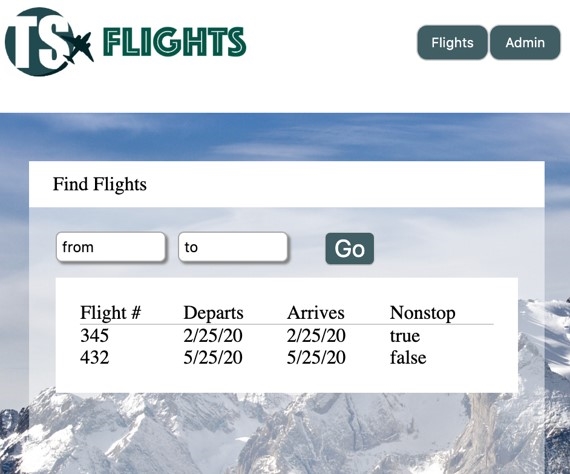 TS FLIGHTS
Flights Admin
Find Flights
from to Go
Flight # Departs Arrives Nonstop
345 2/25/20 2/25/20 true
432 5/25/20 5/25/20 false